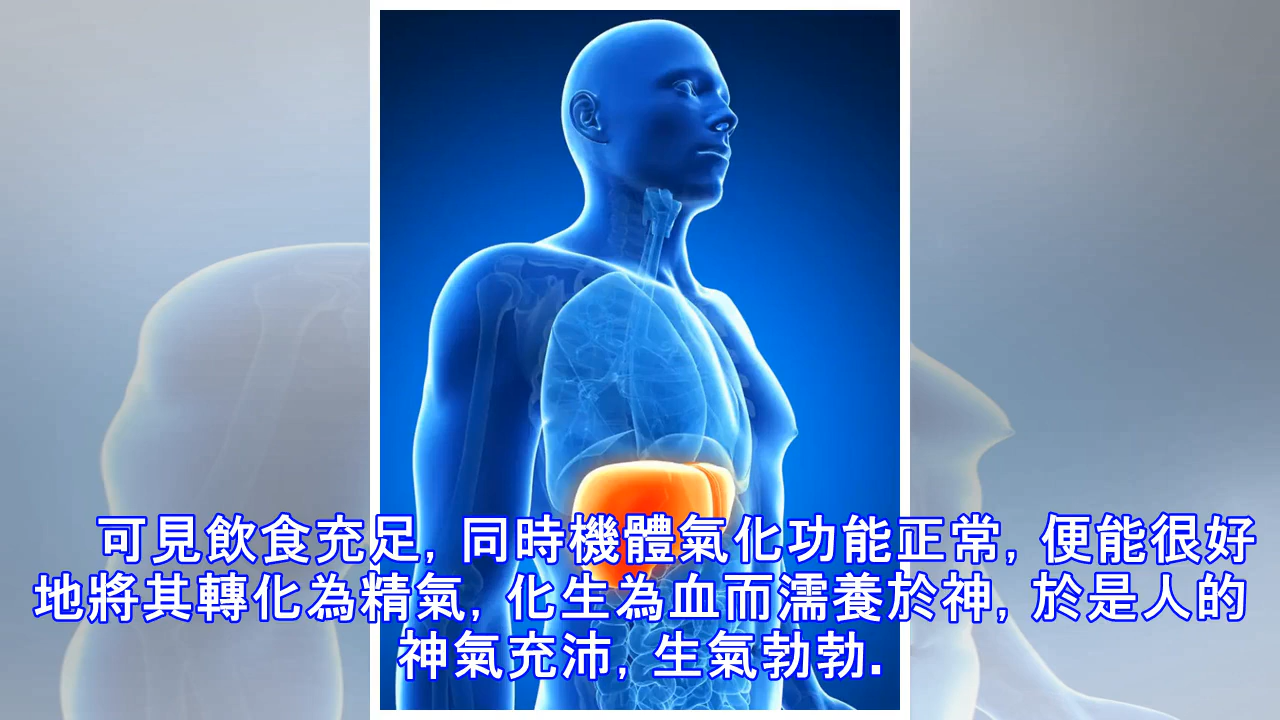 可見飲食充足, 同時機體氣化功能正常, 便能很好
地將其轉化為精氣, 化生為血而濡養於神, 於是人的
神氣充沛, 生氣勃勃.